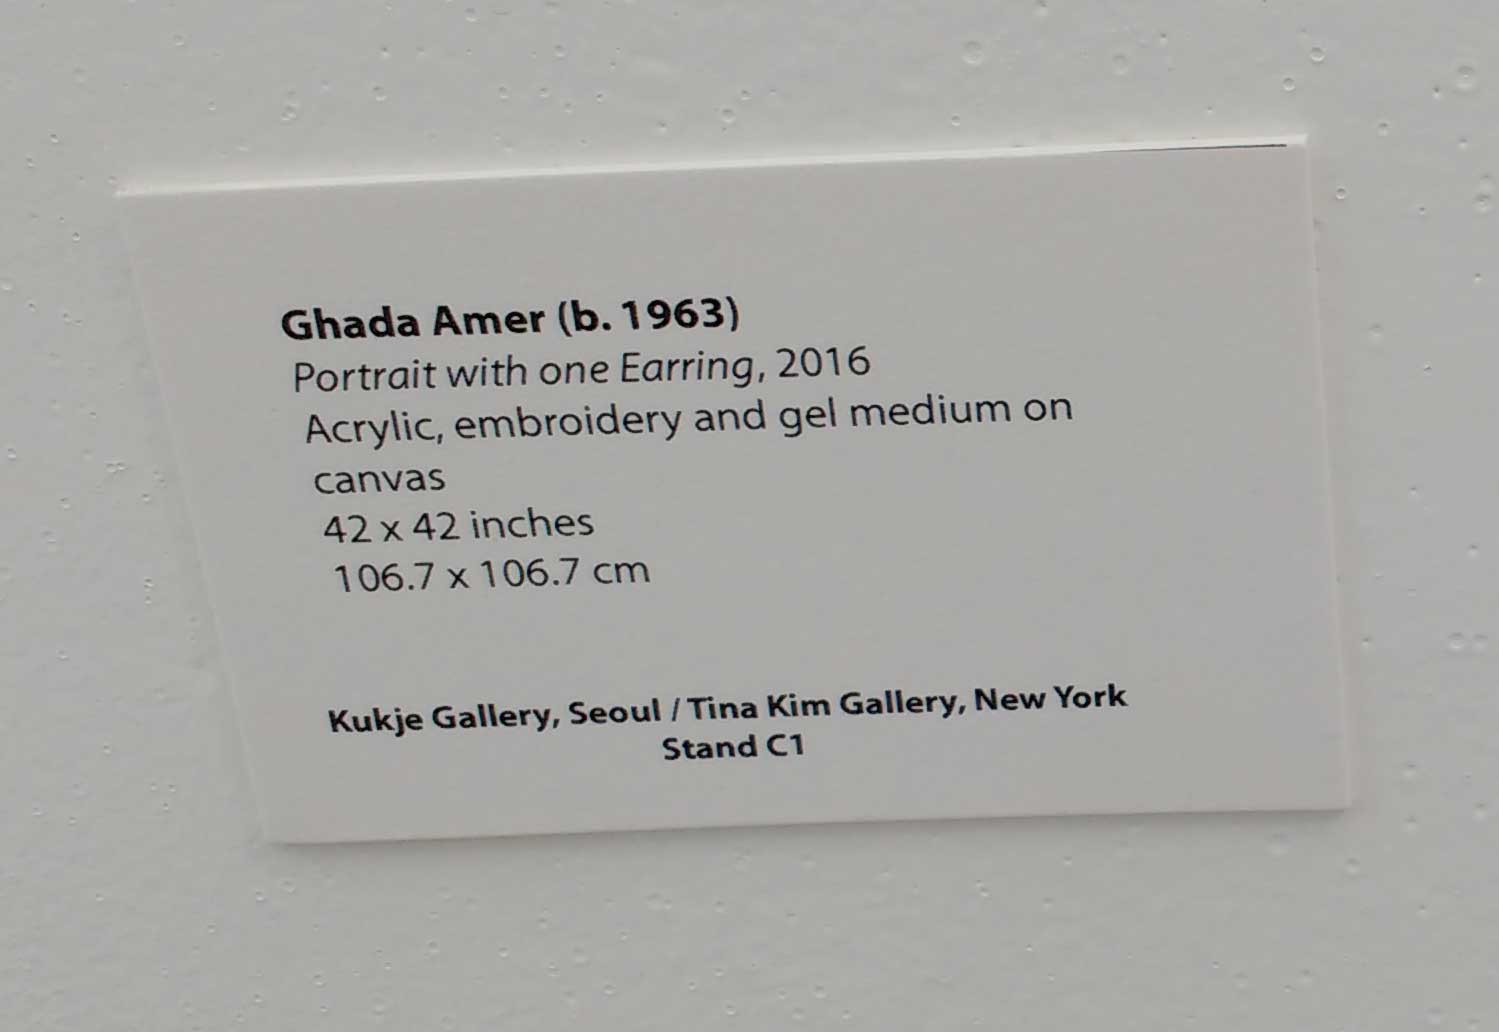 Ghada Amer (b. 1963)
Portrait with one Earring, 2016
Acrylic, embroidery and gel medium on
canvas
42 x 42 inches
106.7 x 106.7 cm
Kukje Gallery, Seoul / Tina Kim Gallery, New York
Stand C1